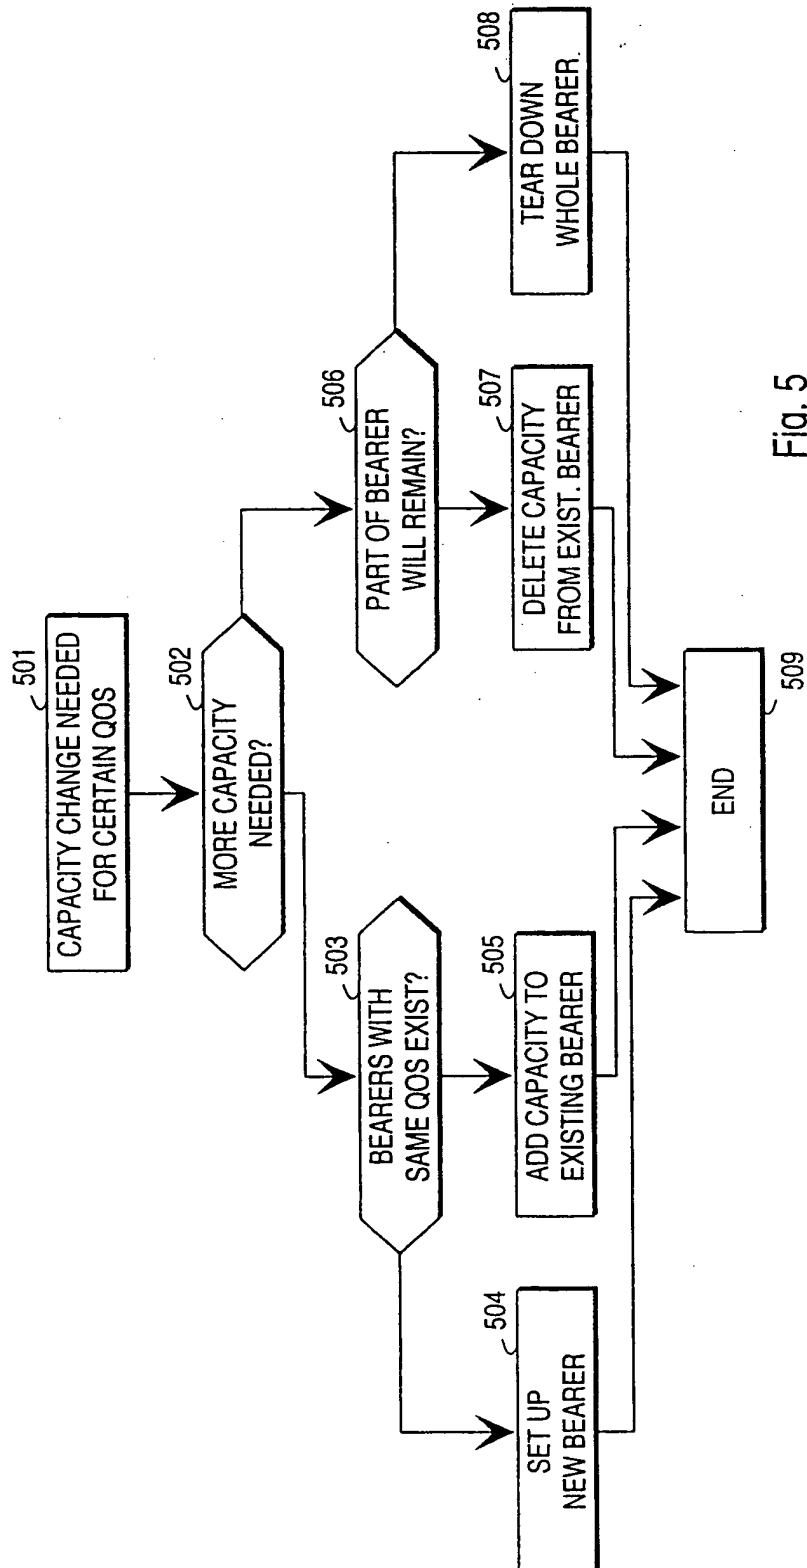 501
CAPACITY CHANGE NEEDED
FOR CERTAIN QOS
502
MORE CAPACITY
NEEDED?
503
BEARERS WITH
SAME QOS EXIST?
506
PART OF BEARER
WILL REMAIN?
504
SET UP
NEW BEARER
505
ADD CAPACITY TO
EXISTING BEARER
507
DELETE CAPACITY
FROM EXIST. BEARER
508
TEAR DOWN
WHOLE BEARER.
END
509
Fig. 5